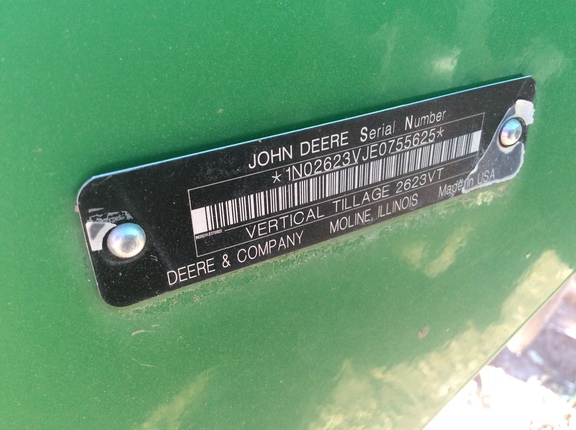 JOHN DEERE Serial Number
*1N02623VJE0755625*
VERTICAL TILLAGE 2623VT
DEERE & COMPANY MOLINE, ILLINOIS Made in USA